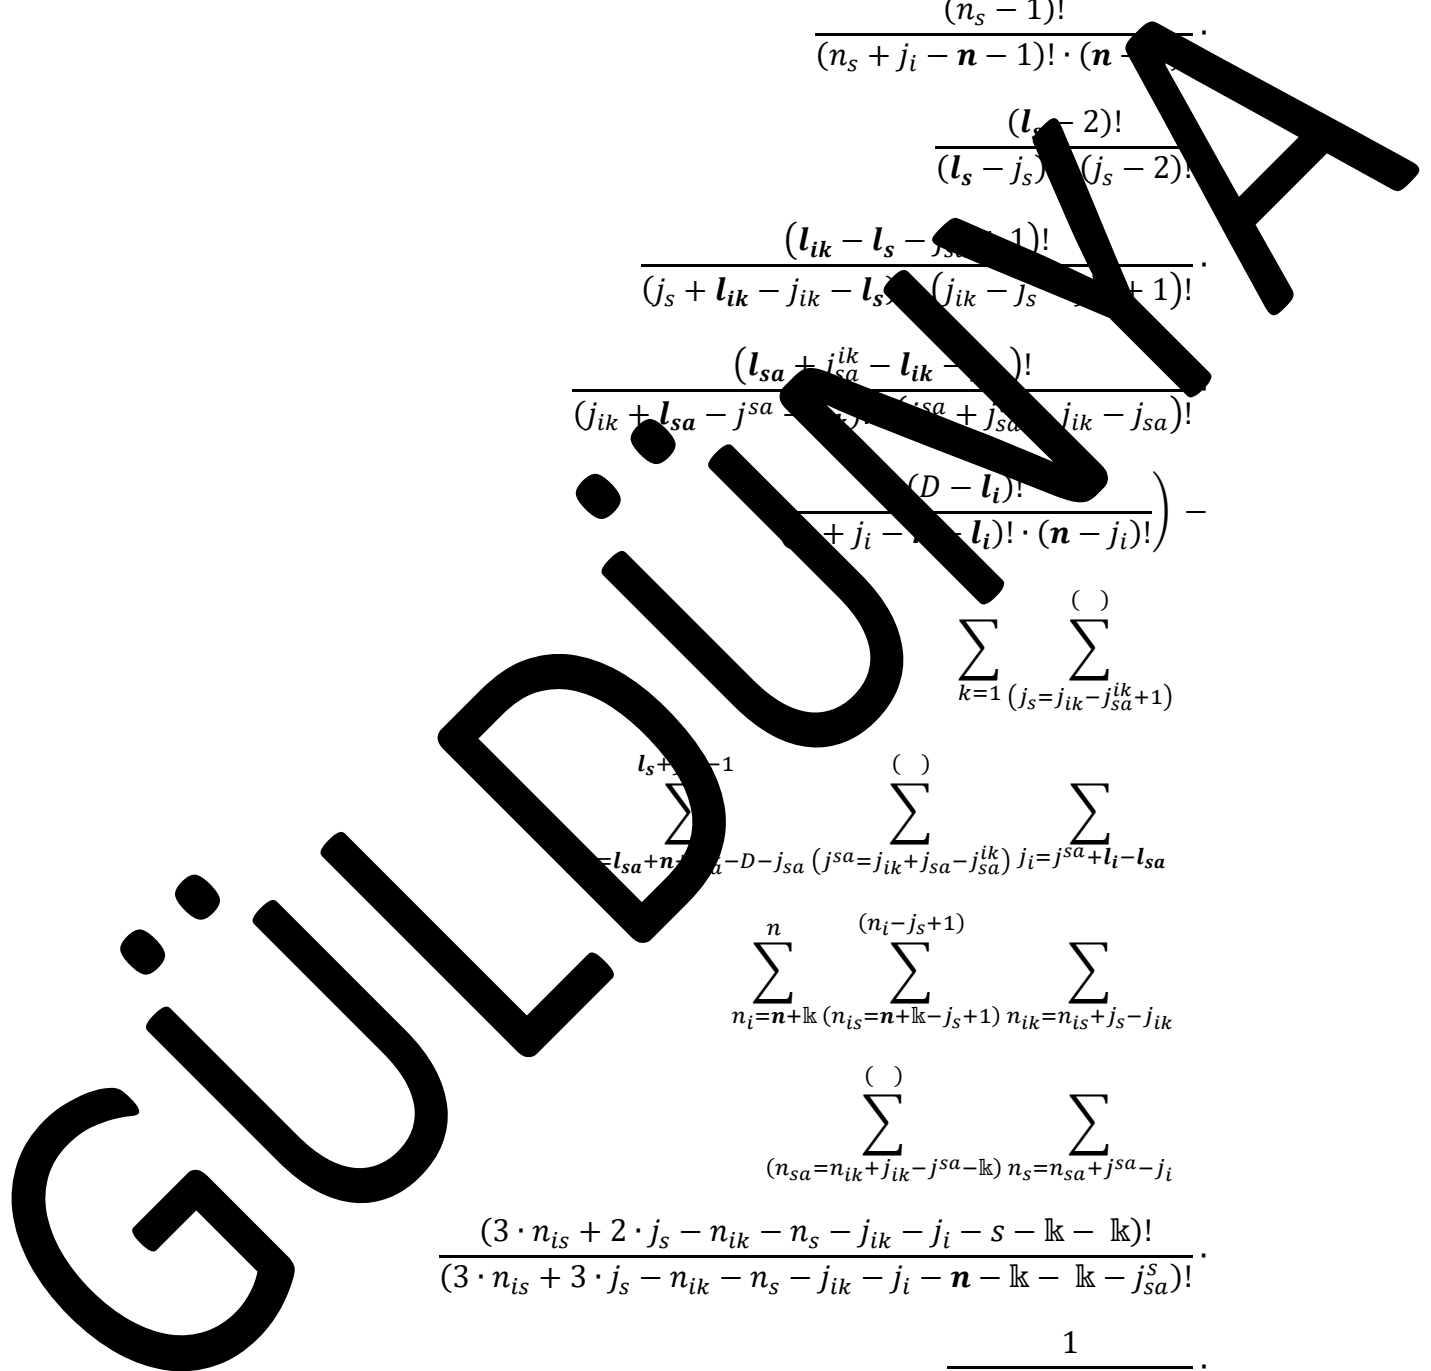 (n_s − 1)!
(n_s + j_i − n − 1)! · (n − ·
(l_s − 2)!
(l_s − j_s) (j_s − 2)!
(l_ik − l_s − 1)!
(j_s + l_ik − j_ik − l_s) (j_ik − j_s + 1)! ·
(l_sa + j_sa^ik − l_ik − )!
(j_ik + l_sa − j^sa − (j^sa + j_sa j_ik − j_sa)!
(D − l_i)!
+ j_i − l_i)! · (n − j_i)!) −
( )
∑ ∑
k=1 (j_s=j_ik−j_sa^ik+1)
l_s+ −1 ( )
∑ ∑ ∑
=l_sa+n+ −D−j_sa (j^sa=j_ik+j_sa−j_sa^ik) j_i=j^sa+l_i−l_sa
n (n_i−j_s+1)
∑ ∑ ∑
n_i=n+𝕜 (n_is=n+𝕜−j_s+1) n_ik=n_is+j_s−j_ik
( )
∑ ∑
(n_sa=n_ik+j_ik−j^sa−𝕜) n_s=n_sa+j^sa−j_i
(3 · n_is + 2 · j_s − n_ik − n_s − j_ik − j_i − s − 𝕜 − 𝕜)!
(3 · n_is + 3 · j_s − n_ik − n_s − j_ik − j_i − n − 𝕜 − 𝕜 − j_sa^s)! ·
1 ·
GÜLDÜNYA